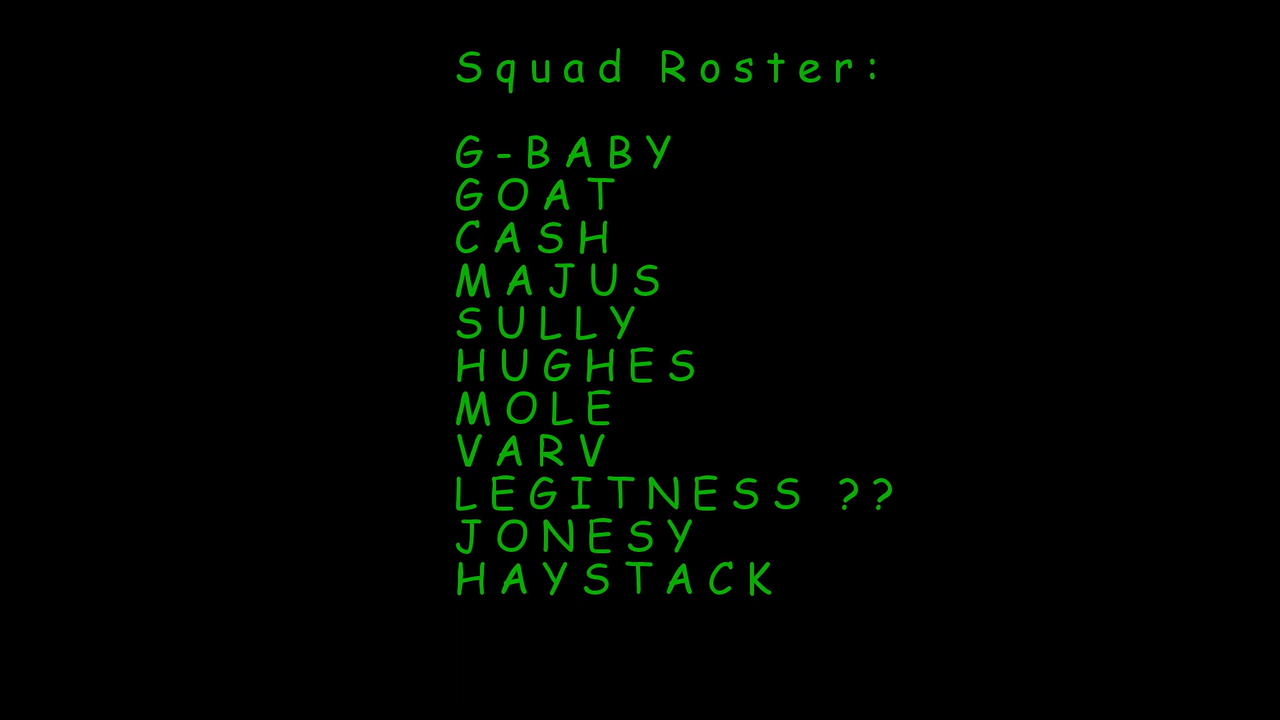 Squad Roster:
G-BABY
GOAT
CASH
MAJUS
SULLY
HUGHES
MOLE
VARV
LEGITNESS ??
JONESY
HAYSTACK